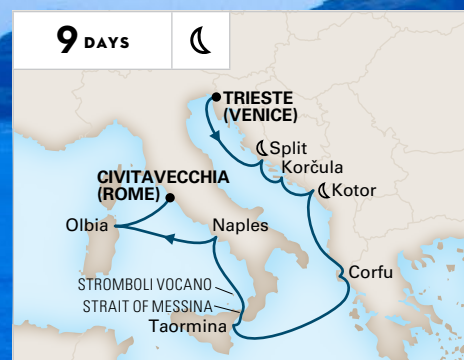 9 DAYS
TRIESTE
(VENICE)
Split
Korčula
Kotor
CIVITAVECCHIA
(ROME)
Olbia
Naples
Corfu
STROMBOLI VOCANO
STRAIT OF MESSINA
Taormina